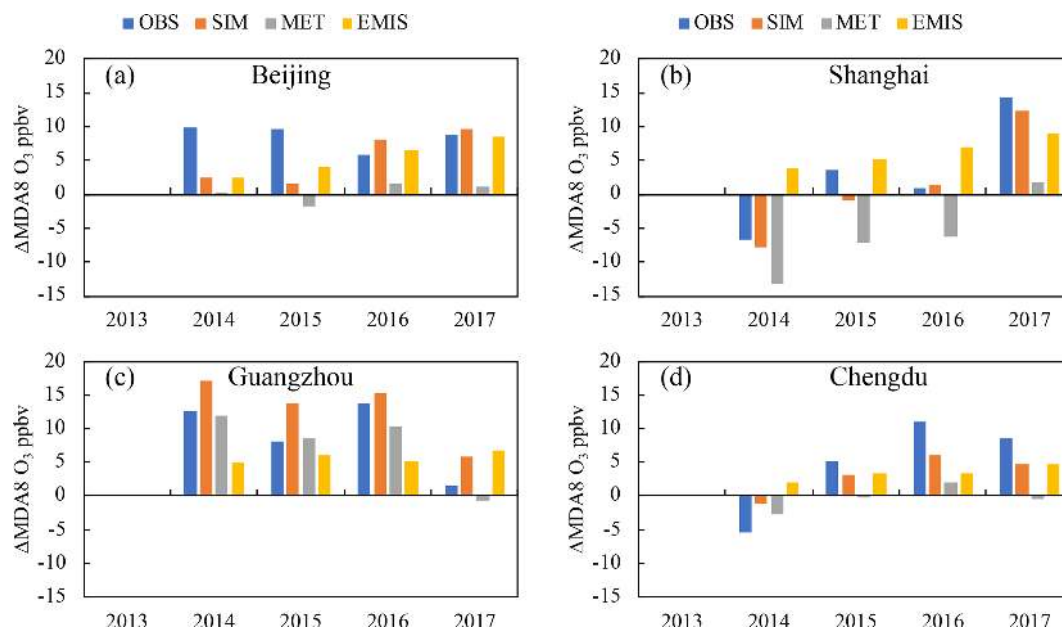 OBS SIM MET EMIS
OBS SIM MET EMIS
(a) Beijing
ΔMDA8 O₃ ppbv
20
15
10
5
0
-5
-10
-15
2013 2014 2015 2016 2017
(b) Shanghai
ΔMDA8 O₃ ppbv
20
15
10
5
0
-5
-10
-15
2013 2014 2015 2016 2017
(c) Guangzhou
ΔMDA8 O₃ ppbv
20
15
10
5
0
-5
-10
-15
2013 2014 2015 2016 2017
(d) Chengdu
ΔMDA8 O₃ ppbv
20
15
10
5
0
-5
-10
-15
2013 2014 2015 2016 2017